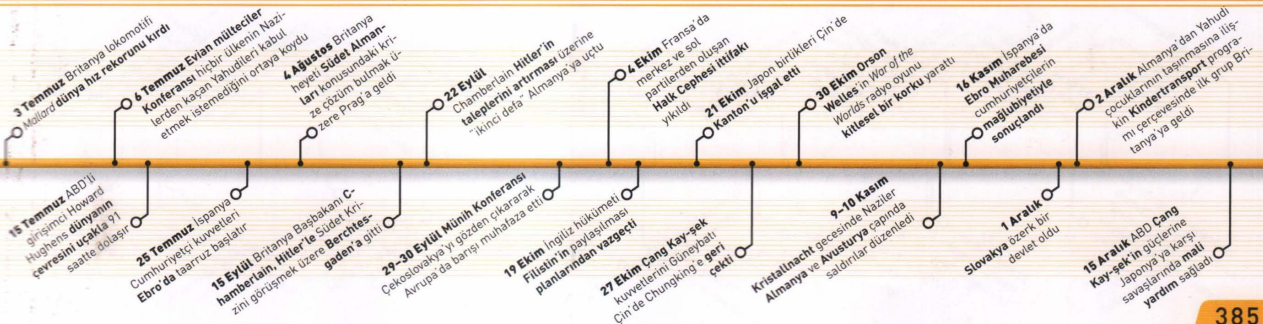 3 Temmuz Britanya lokomotifi
Mallard dünya hız rekorunu kırdı
6 Temmuz Evian mülteciler
Konferansı hiçbir ülkenin Nazi-
lerden kaçan Yahudileri kabul
etmek istemediğini ortaya koydu
4 Ağustos Britanya
heyeti Südet Alman-
ları konusundaki kri-
ze çözüm bulmak ü-
zere Prag'a geldi
22 Eylül
Chamberlain Hitler'in
taleplerini artırması üzerine
"ikinci defa" Almanya'ya uçtu
4 Ekim Fransa'da
merkez ve sol
partilerden oluşan
Halk Cephesi ittifakı
yıkıldı
21 Ekim Japon birlikleri Çin'de
Kanton'u işgal etti
30 Ekim Orson
Welles'in War of the
Worlds radyo oyunu
kitlesel bir korku yarattı
16 Kasım İspanya'da
Ebro Muharebesi
cumhuriyetçilerin
mağlubiyetiyle
sonuçlandı
2 Aralık Almanya'dan Yahudi
çocuklarının taşınmasına iliş-
kin Kindertransport progra-
mı çerçevesinde ilk grup Bri-
tanya'ya geldi
15 Temmuz ABD'li
girişimci Howard
Hughens dünyanın
çevresini uçakla 91
saatte dolaşır
25 Temmuz İspanya
Cumhuriyetçi kuvvetleri
Ebro'da taarruz başlatır
15 Eylül Britanya Başbakanı C-
hambertain, Hitler'le Südet Kri-
zini görüşmek üzere Berchtes-
gaden'a gitti
29-30 Eylül Münih Konferansı
Çekoslovakya'yı gözden çıkararak
Avrupa'da barışı muhafaza etti
19 Ekim İngiliz hükümeti
Filistin'in paylaşılması
planlarından vazgeçti
27 Ekim Çang Kay-şek
kuvvetlerini Güneybatı
Çin'de Chungking'e geri
çekti
9-10 Kasım
Kristallnacht gecesinde Naziler
Almanya ve Avusturya çapında
saldırılar düzenledi
1 Aralık
Slovakya özerk bir
devlet oldu
15 Aralık ABD Çang
Kay-şek'in güçlerine
Japonya'ya karşı
savaşlarında mali
yardım sağladı
385